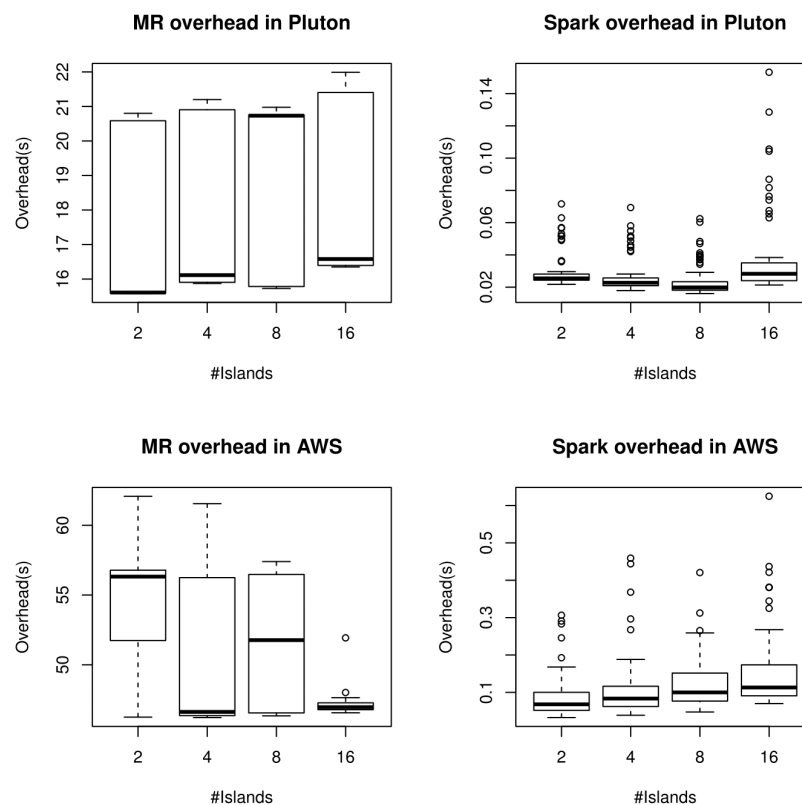 MR overhead in Pluton
Overhead(s)
22
21
20
19
18
17
16
2 4 8 16
#Islands
Spark overhead in Pluton
Overhead(s)
0.14
0.10
0.06
0.02
2 4 8 16
#Islands
MR overhead in AWS
Overhead(s)
60
55
50
2 4 8 16
#Islands
Spark overhead in AWS
Overhead(s)
0.5
0.3
0.1
2 4 8 16
#Islands